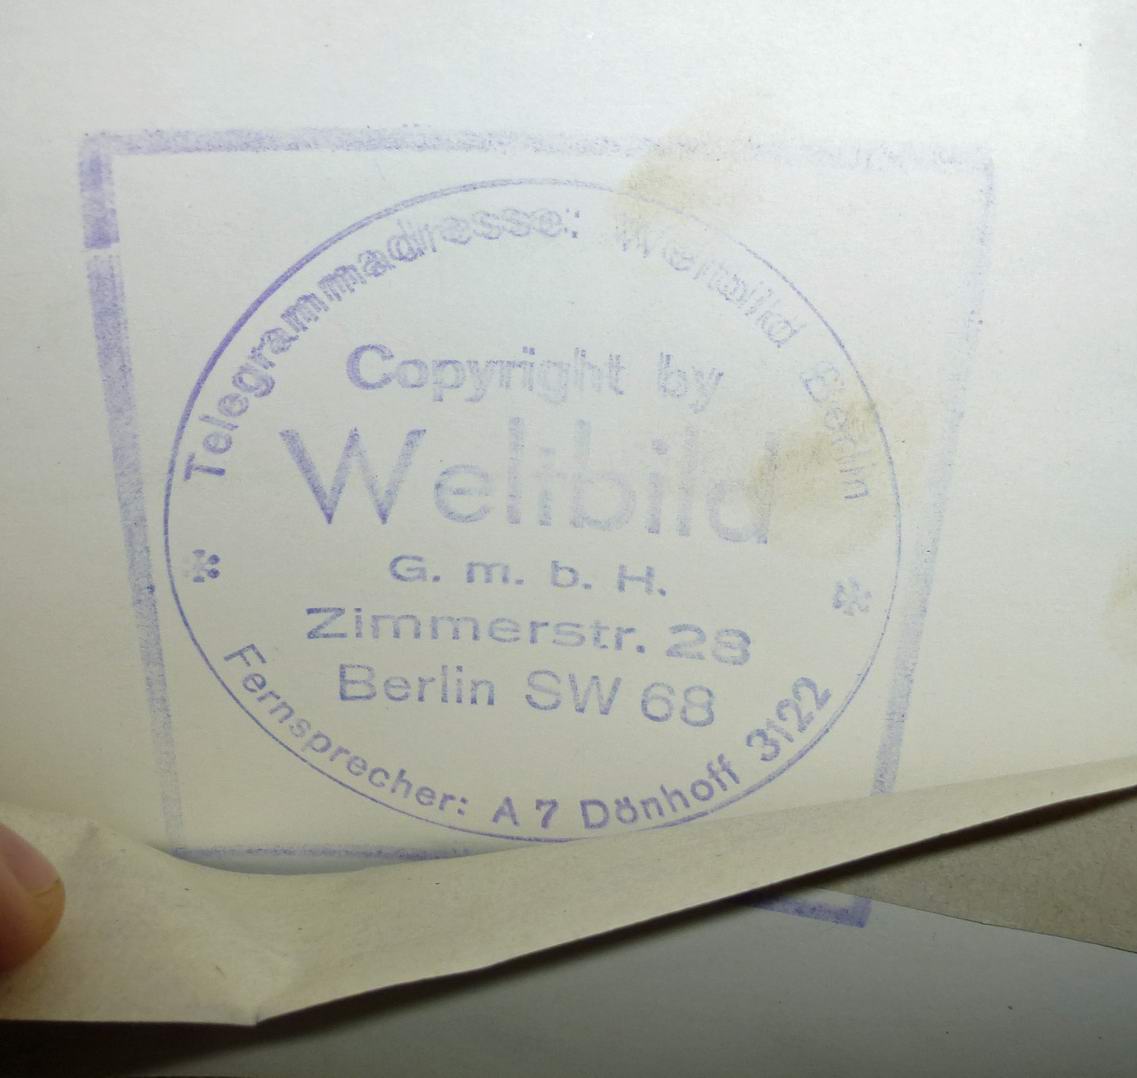 Telegrammadresse: Weltbild Berlin
Copyright by
Weltbild
G. m. b. H.
Zimmerstr. 28
Berlin SW 68
Fernsprecher: A 7 Dönhoff 3122